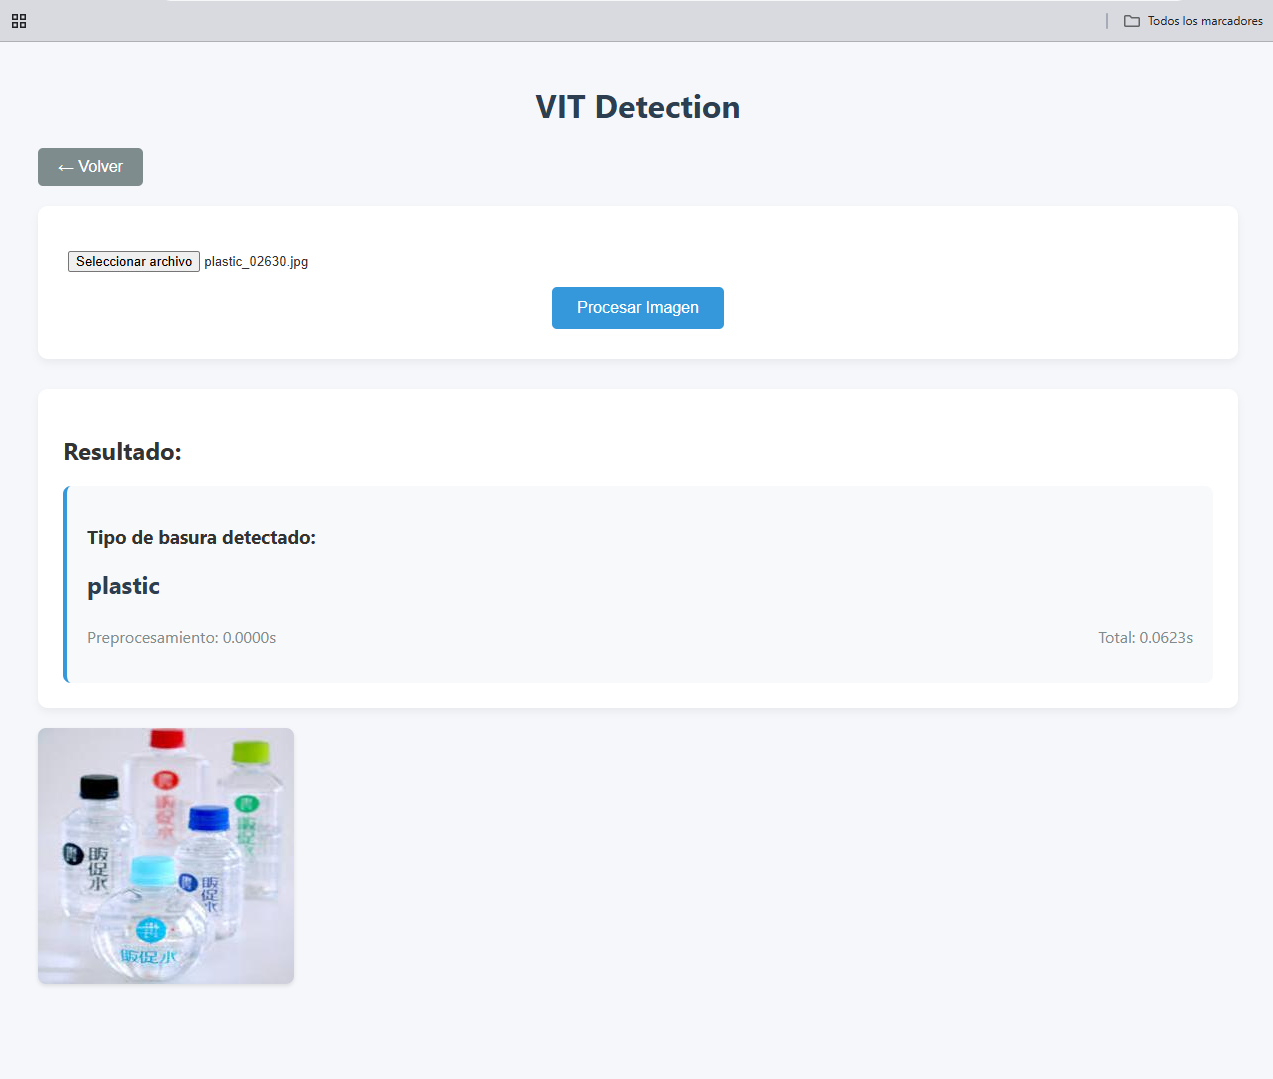 Todos los marcadores
VIT Detection
← Volver
Seleccionar archivo plastic_02630.jpg
Procesar Imagen
Resultado:
Tipo de basura detectado:
plastic
Preprocesamiento: 0.0000s
Total: 0.0623s
販促水
販促水
販促水
販促水
販促水